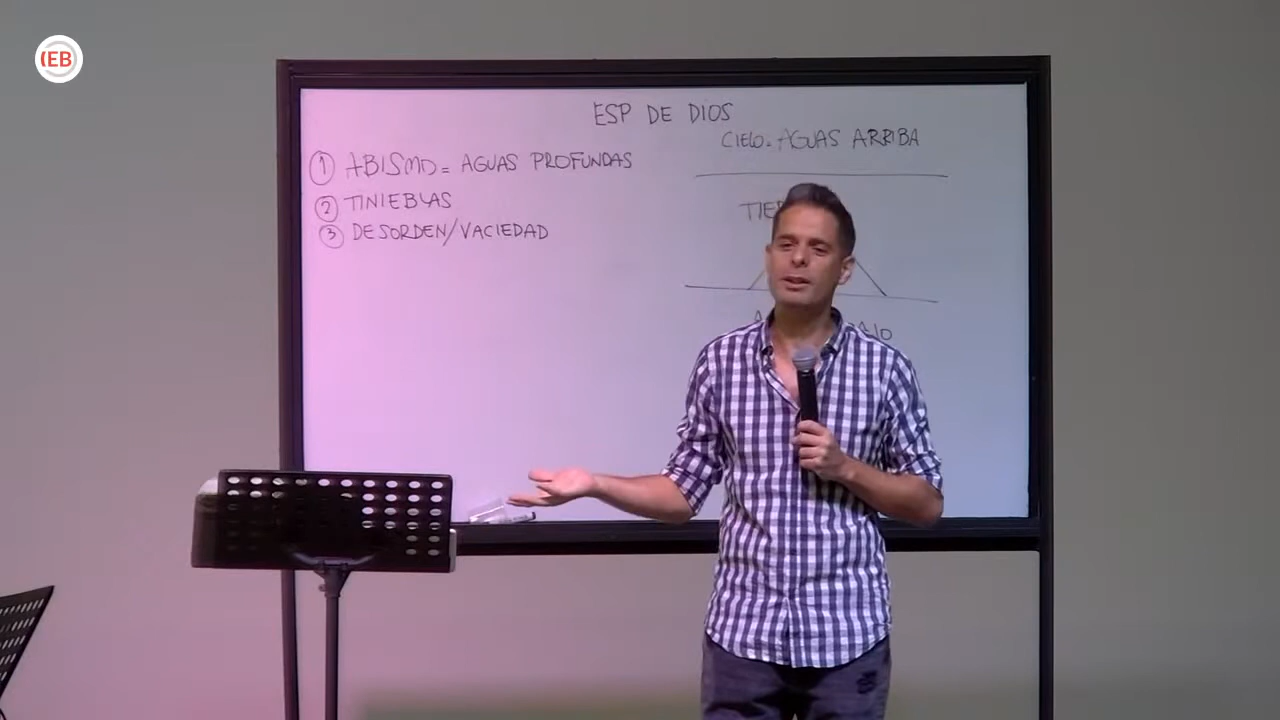 IEB
ESP DE DIOS
CIELO = AGUAS ARRIBA
① ABISMO = AGUAS PROFUNDAS
② TINIEBLAS
③ DESORDEN/VACIEDAD